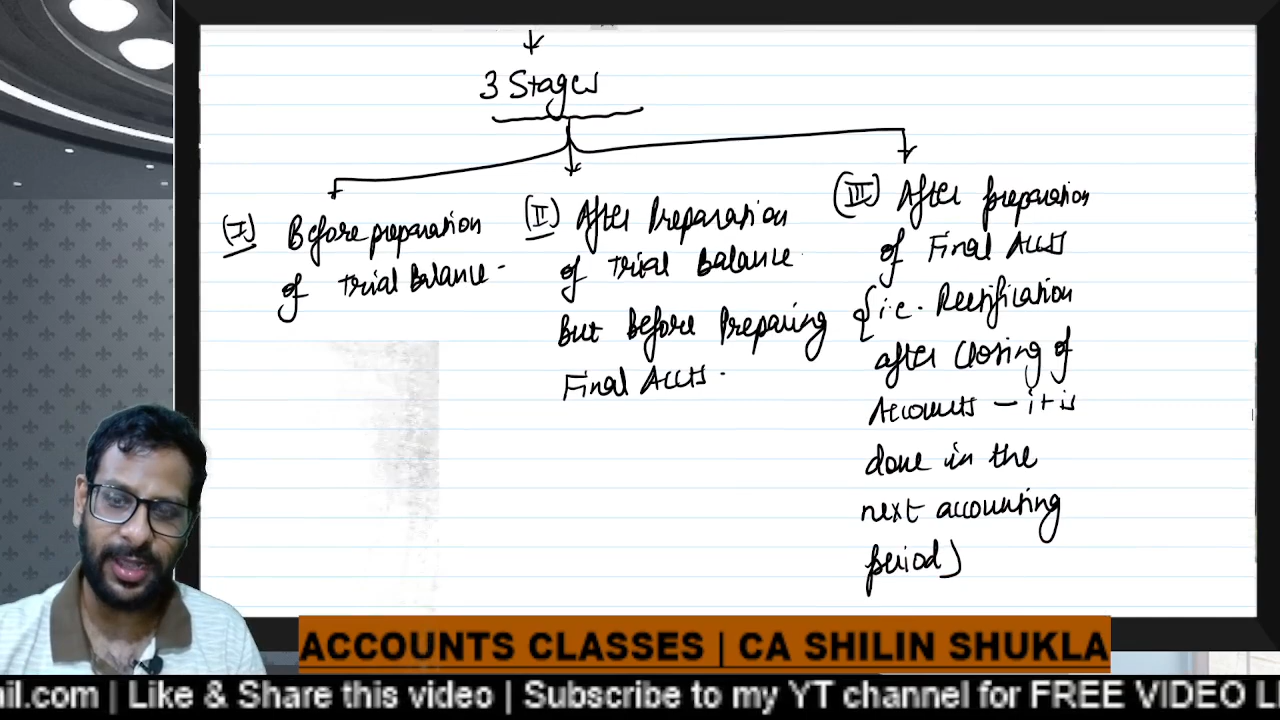 3 Stages
(I) Before preparation
of Trial Balance -
(II) After Preparation
of Trial Balance
But Before Preparing
Final Accts.
(III) After preparation
of Final Accts
{i.e. Rectification
after closing of
Accounts - it is
done in the
next accounting
period)
ACCOUNTS CLASSES | CA SHILIN SHUKLA
il.com | Like & Share this video | Subscribe to my YT channel for FREE VIDEO L